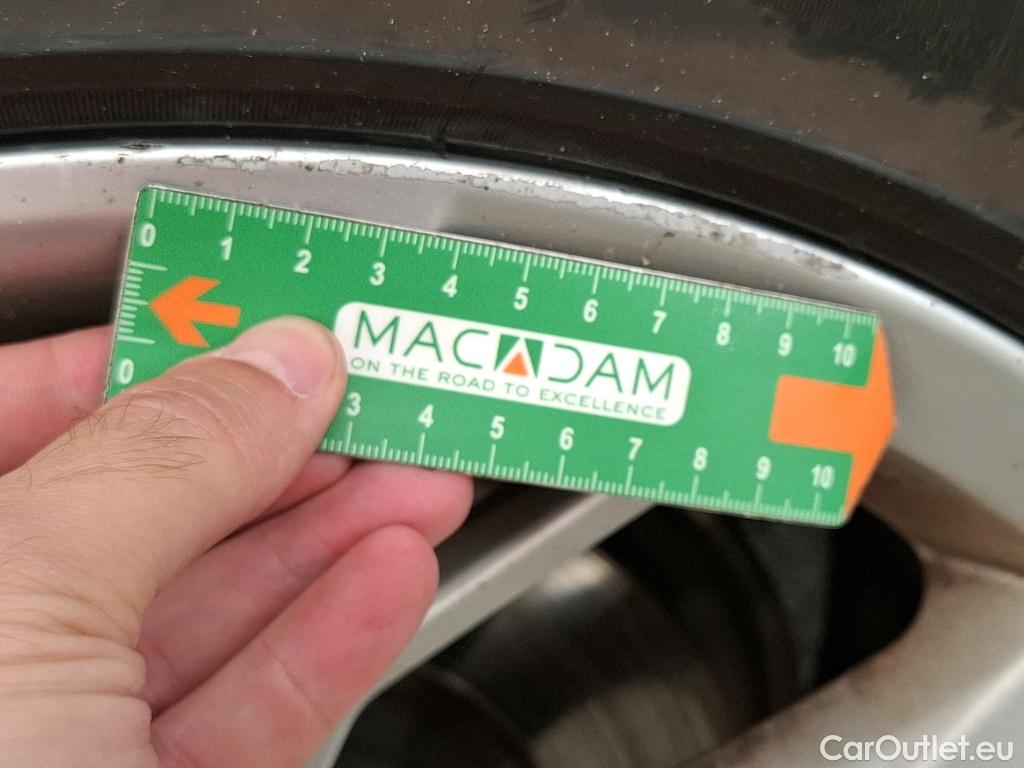 0 1 2 3 4 5 6 7 8 9 10
MACADAM
ON THE ROAD TO EXCELLENCE
0 3 4 5 6 7 8 9 10
CarOutlet.eu